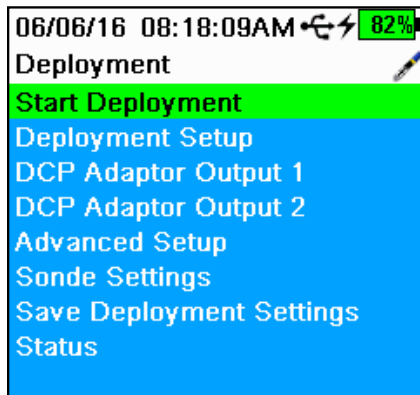 06/06/16 08:18:09AM 82%
Deployment
Start Deployment
Deployment Setup
DCP Adaptor Output 1
DCP Adaptor Output 2
Advanced Setup
Sonde Settings
Save Deployment Settings
Status